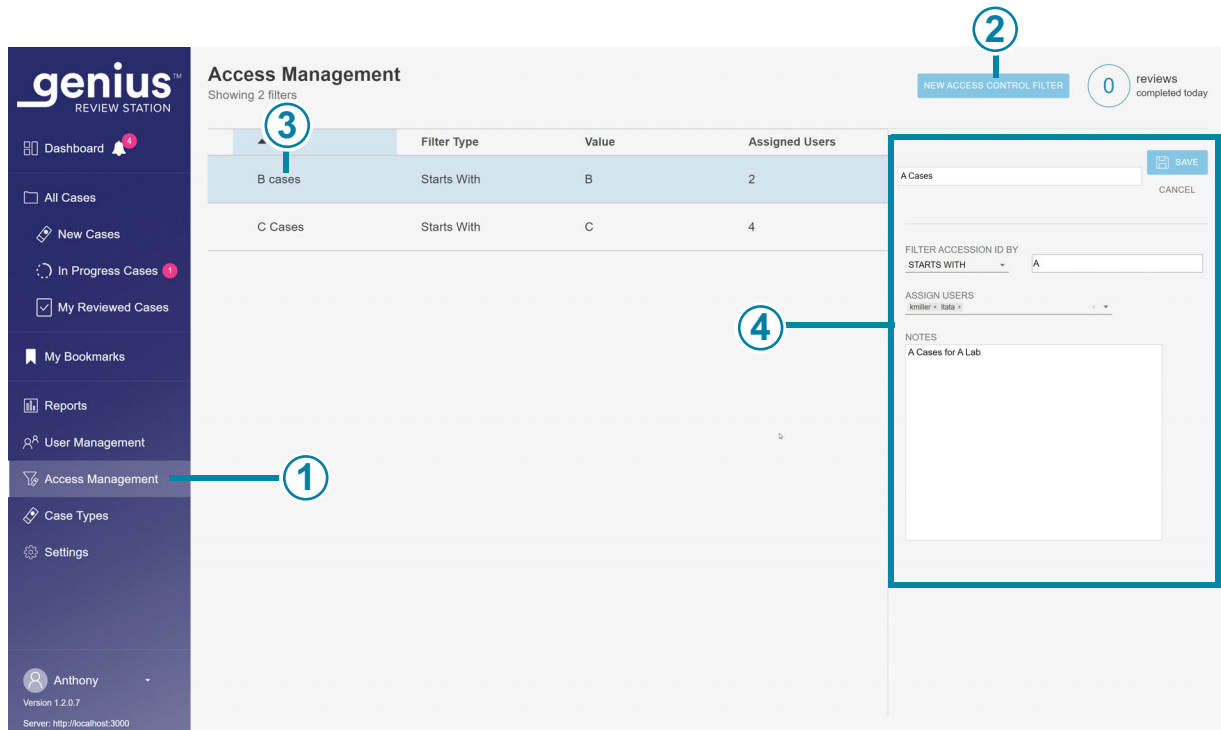 2
genius™
REVIEW STATION
Dashboard 4
All Cases
New Cases
In Progress Cases 1
My Reviewed Cases
My Bookmarks
Reports
User Management
Access Management
Case Types
Settings
Anthony
Version 1.2.0.7
Server: http://localhost:3000
1
Access Management
Showing 2 filters
NEW ACCESS CONTROL FILTER
0 reviews
completed today
3
Filter Type Value Assigned Users
B cases Starts With B 2
C Cases Starts With C 4
4
SAVE
A Cases
CANCEL
FILTER ACCESSION ID BY
STARTS WITH A
ASSIGN USERS
kmiller × ltata ×
NOTES
A Cases for A Lab